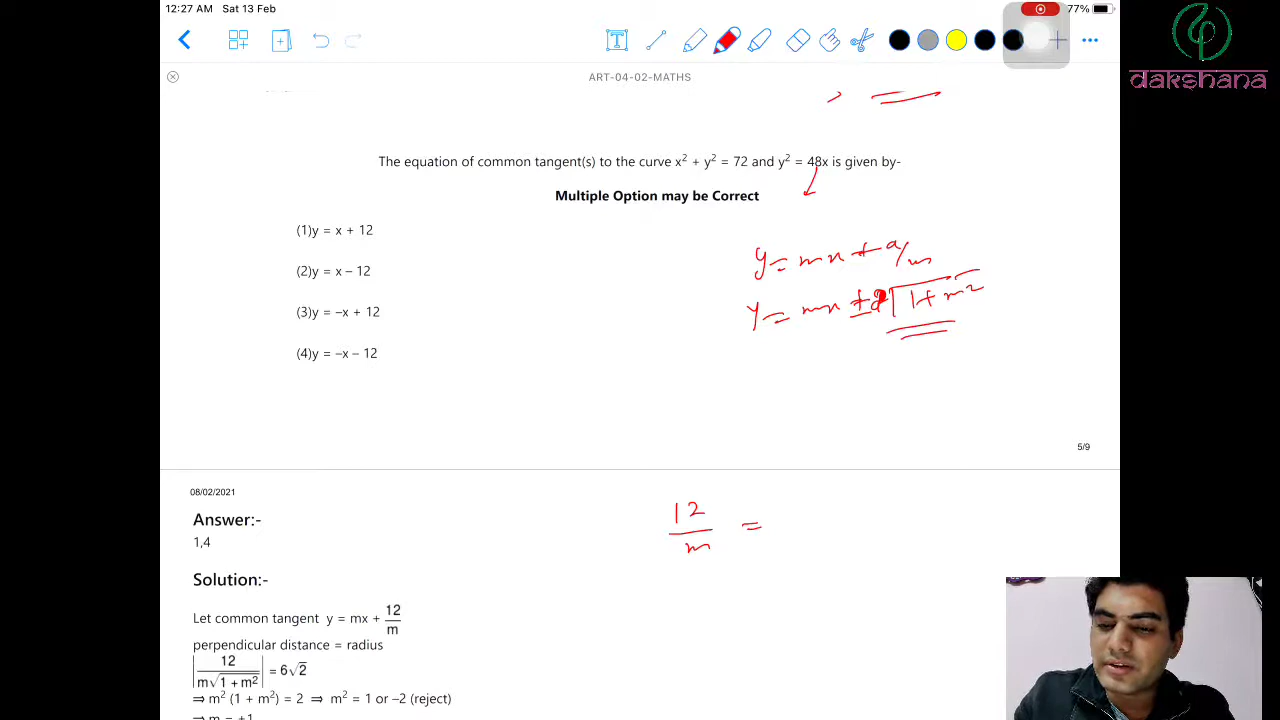 12:27 AM Sat 13 Feb
77%
T
ART-04-02-MATHS
dakshana
The equation of common tangent(s) to the curve x² + y² = 72 and y² = 48x is given by-
Multiple Option may be Correct
(1)y = x + 12
(2)y = x – 12
(3)y = –x + 12
(4)y = –x – 12
y = mx + a/m
y = mx ± a√1+m²
5/9
08/02/2021
Answer:-
1,4
12/m =
Solution:-
Let common tangent y = mx + 12/m
perpendicular distance = radius
|12/m√1+m²| = 6√2
⇒ m² (1 + m²) = 2 ⇒ m² = 1 or –2 (reject)
⇒ m = ±1